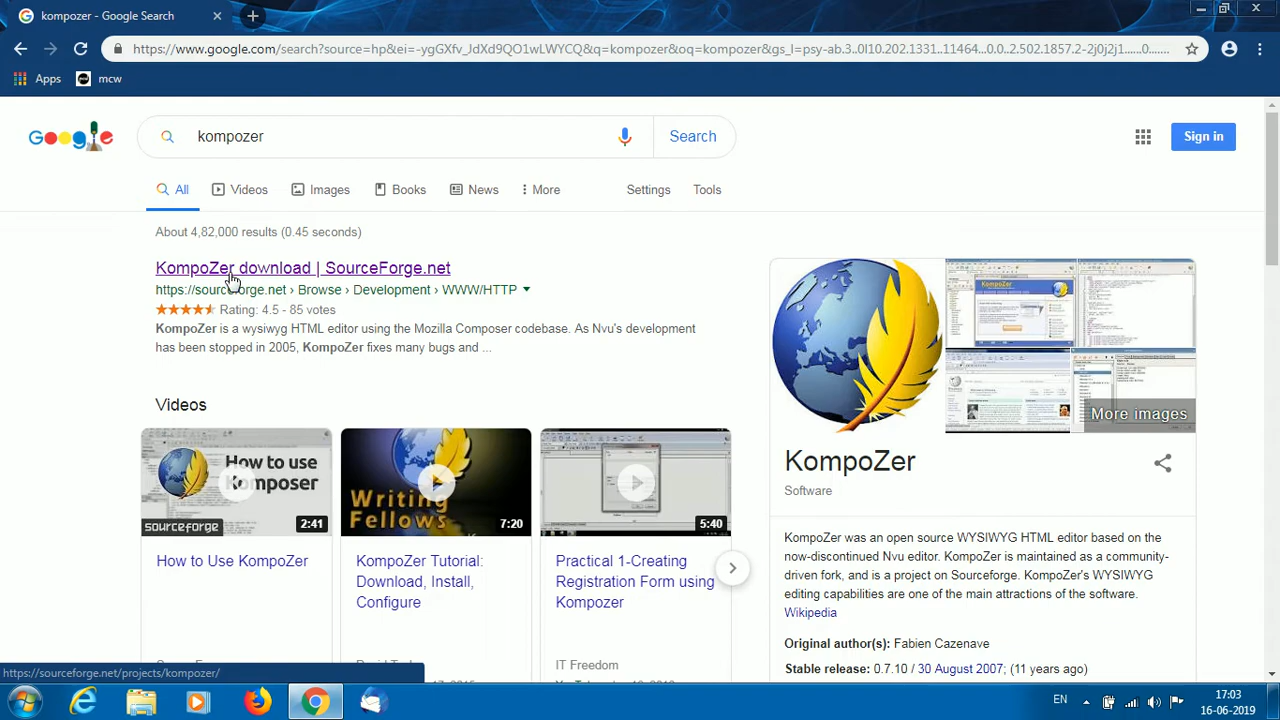 kompozer - Google Search
https://www.google.com/search?source=hp&ei=-ygGXfv_JdXd9QO1wLWYCQ&q=kompozer&oq=kompozer&gs_l=psy-ab.3..0l10.202.1331..11464...0.0..2.502.1857.2-2j0j2j1......0.......
Apps
mcw
kompozer
Search
Sign in
All
Videos
Images
Books
News
More
Settings
Tools
About 4,82,000 results (0.45 seconds)
KompoZer download | SourceForge.net
https://sourceforge.net › Browse › Development › WWW/HTTP
Rating: 4.5
KompoZer is a wysiwyg HTML editor using the Mozilla Composer codebase. As Nvu's development
has been stopped in 2005, KompoZer fixes many bugs and ...
Videos
How to use
Komposer
sourceforge
2:41
Writing
Fellows
7:20
5:40
How to Use KompoZer
KompoZer Tutorial:
Download, Install,
Configure
Practical 1-Creating
Registration Form using
Kompozer
IT Freedom
More images
KompoZer
Software
KompoZer was an open source WYSIWYG HTML editor based on the
now-discontinued Nvu editor. KompoZer is maintained as a community-
driven fork, and is a project on Sourceforge. KompoZer's WYSIWYG
editing capabilities are one of the main attractions of the software.
Wikipedia
Original author(s): Fabien Cazenave
Stable release: 0.7.10 / 30 August 2007; (11 years ago)
https://sourceforge.net/projects/kompozer/
EN
17:03
16-06-2019